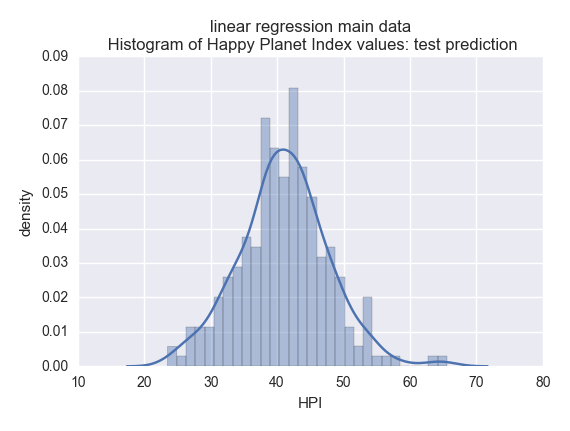 linear regression main data
Histogram of Happy Planet Index values: test prediction
0.09
0.08
0.07
0.06
0.05
0.04
0.03
0.02
0.01
0.00
density
10 20 30 40 50 60 70 80
HPI